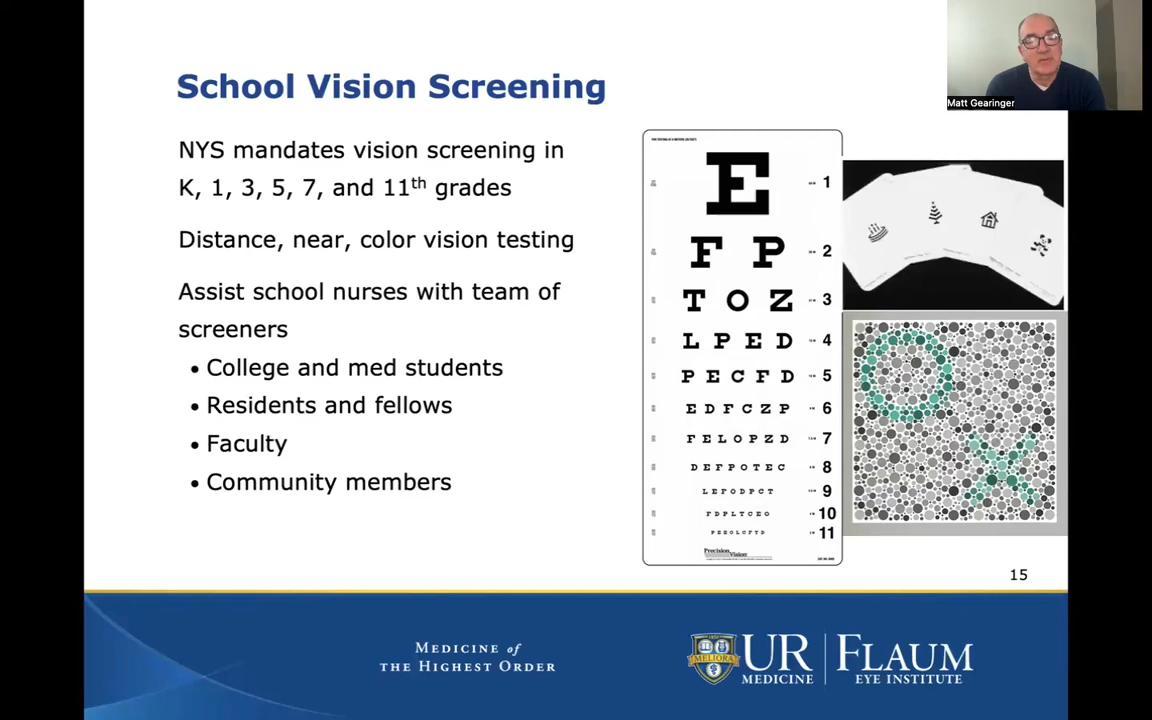 Matt Gearinger
School Vision Screening
NYS mandates vision screening in
K, 1, 3, 5, 7, and 11th grades
Distance, near, color vision testing
Assist school nurses with team of
screeners
• College and med students
• Residents and fellows
• Faculty
• Community members
E 1
F P 2
T O Z 3
L P E D 4
P E C F D 5
E D F C Z P 6
F E L O P Z D 7
D E F P O T E C 8
L E F O D P C T 9
F D P L T C E O 10
P E Z O L C F T D 11
Precision Vision
15
MEDICINE of
THE HIGHEST ORDER
MELIORA
UR
MEDICINE
FLAUM
EYE INSTITUTE